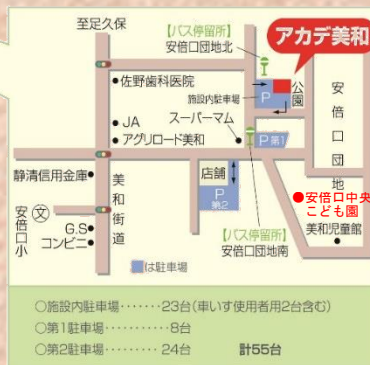 至足久保
【バス停留所】
安倍口団地北
アカデ美和
佐野歯科医院
施設内駐車場
P
公園
JA
スーパーマム
アグリロード美和
P第1
安倍口団地
静清信用金庫
美和街道
店舗
P
第2
安倍口中央
こども園
文
安倍口小
G.S
コンビニ
美和児童館
【バス停留所】
安倍口団地南
は駐車場
○施設内駐車場・・・・・・・23台(車いす使用者用2台含む)
○第1駐車場・・・・・・・・・・8台
○第2駐車場・・・・・・・・・24台 計55台